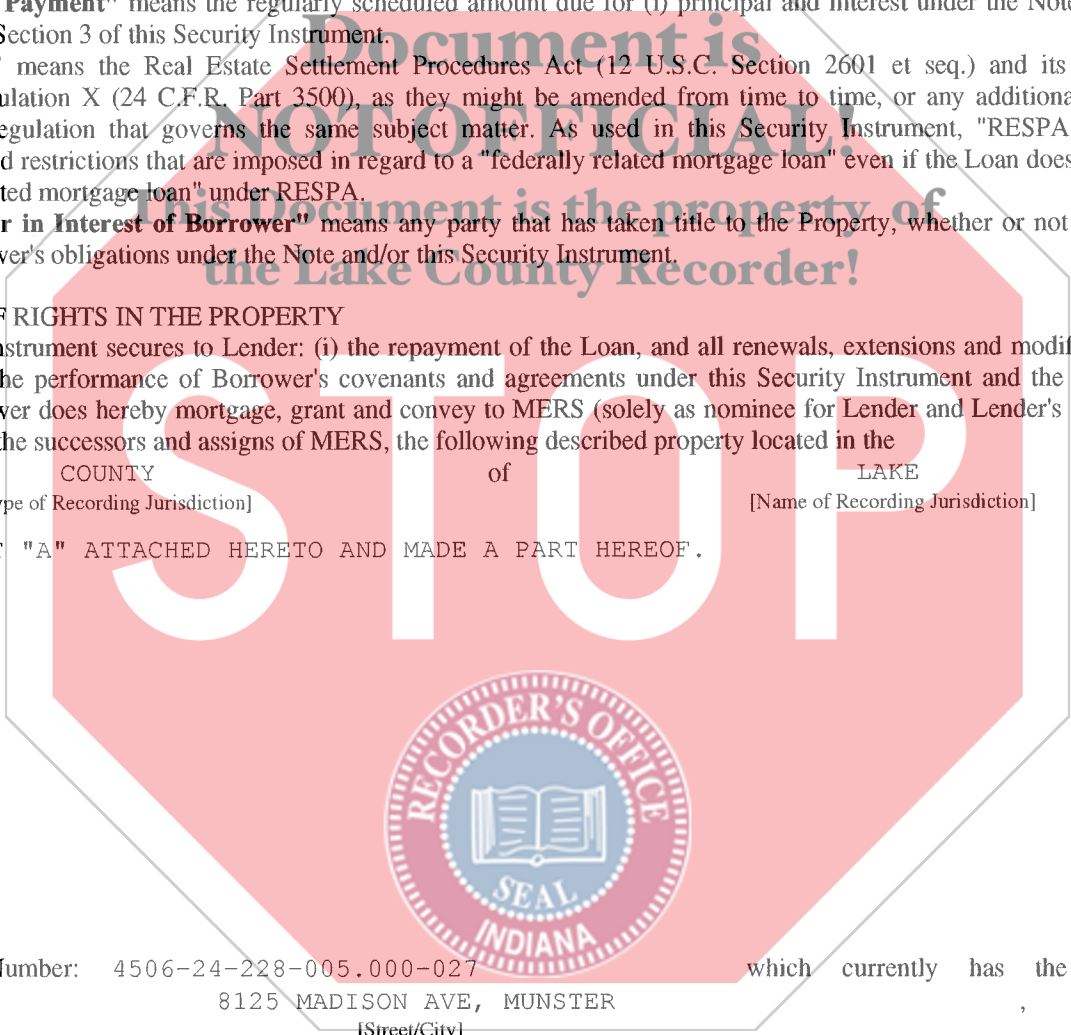 Payment" means the regularly scheduled amount due for (i) principal and interest under the Note
Section 3 of this Security Instrument.
Document is
" means the Real Estate Settlement Procedures Act (12 U.S.C. Section 2601 et seq.) and its
ulation X (24 C.F.R. Part 3500), as they might be amended from time to time, or any additiona
egulation that governs the same subject matter. As used in this Security Instrument, "RESPA
NOT OFFICIAL!
d restrictions that are imposed in regard to a "federally related mortgage loan" even if the Loan does
ted mortgage loan" under RESPA.
This Document is the property of
r in Interest of Borrower" means any party that has taken title to the Property, whether or not
ver's obligations under the Note and/or this Security Instrument.
the Lake County Recorder!
F RIGHTS IN THE PROPERTY
nstrument secures to Lender: (i) the repayment of the Loan, and all renewals, extensions and modif
he performance of Borrower's covenants and agreements under this Security Instrument and the
wer does hereby mortgage, grant and convey to MERS (solely as nominee for Lender and Lender's
the successors and assigns of MERS, the following described property located in the
COUNTY of LAKE
ype of Recording Jurisdiction] [Name of Recording Jurisdiction]
STOP
T "A" ATTACHED HERETO AND MADE A PART HEREOF.
RECORDER'S OFFICE
SEAL
INDIANA
Number: 4506-24-228-005.000-027 which currently has the
8125 MADISON AVE, MUNSTER ,
[Street/City]